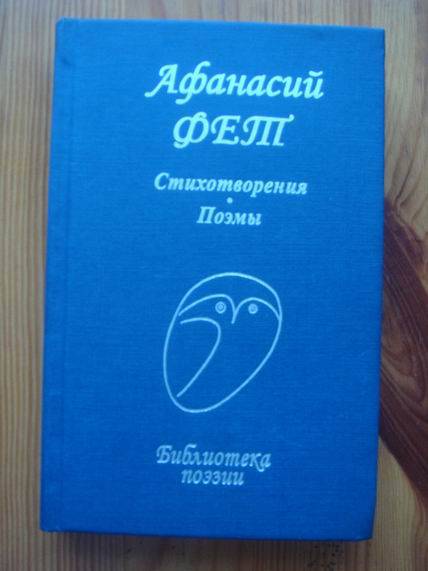 Афанасий
ФЕТ
Стихотворения
•
Поэмы
Библиотека
поэзии